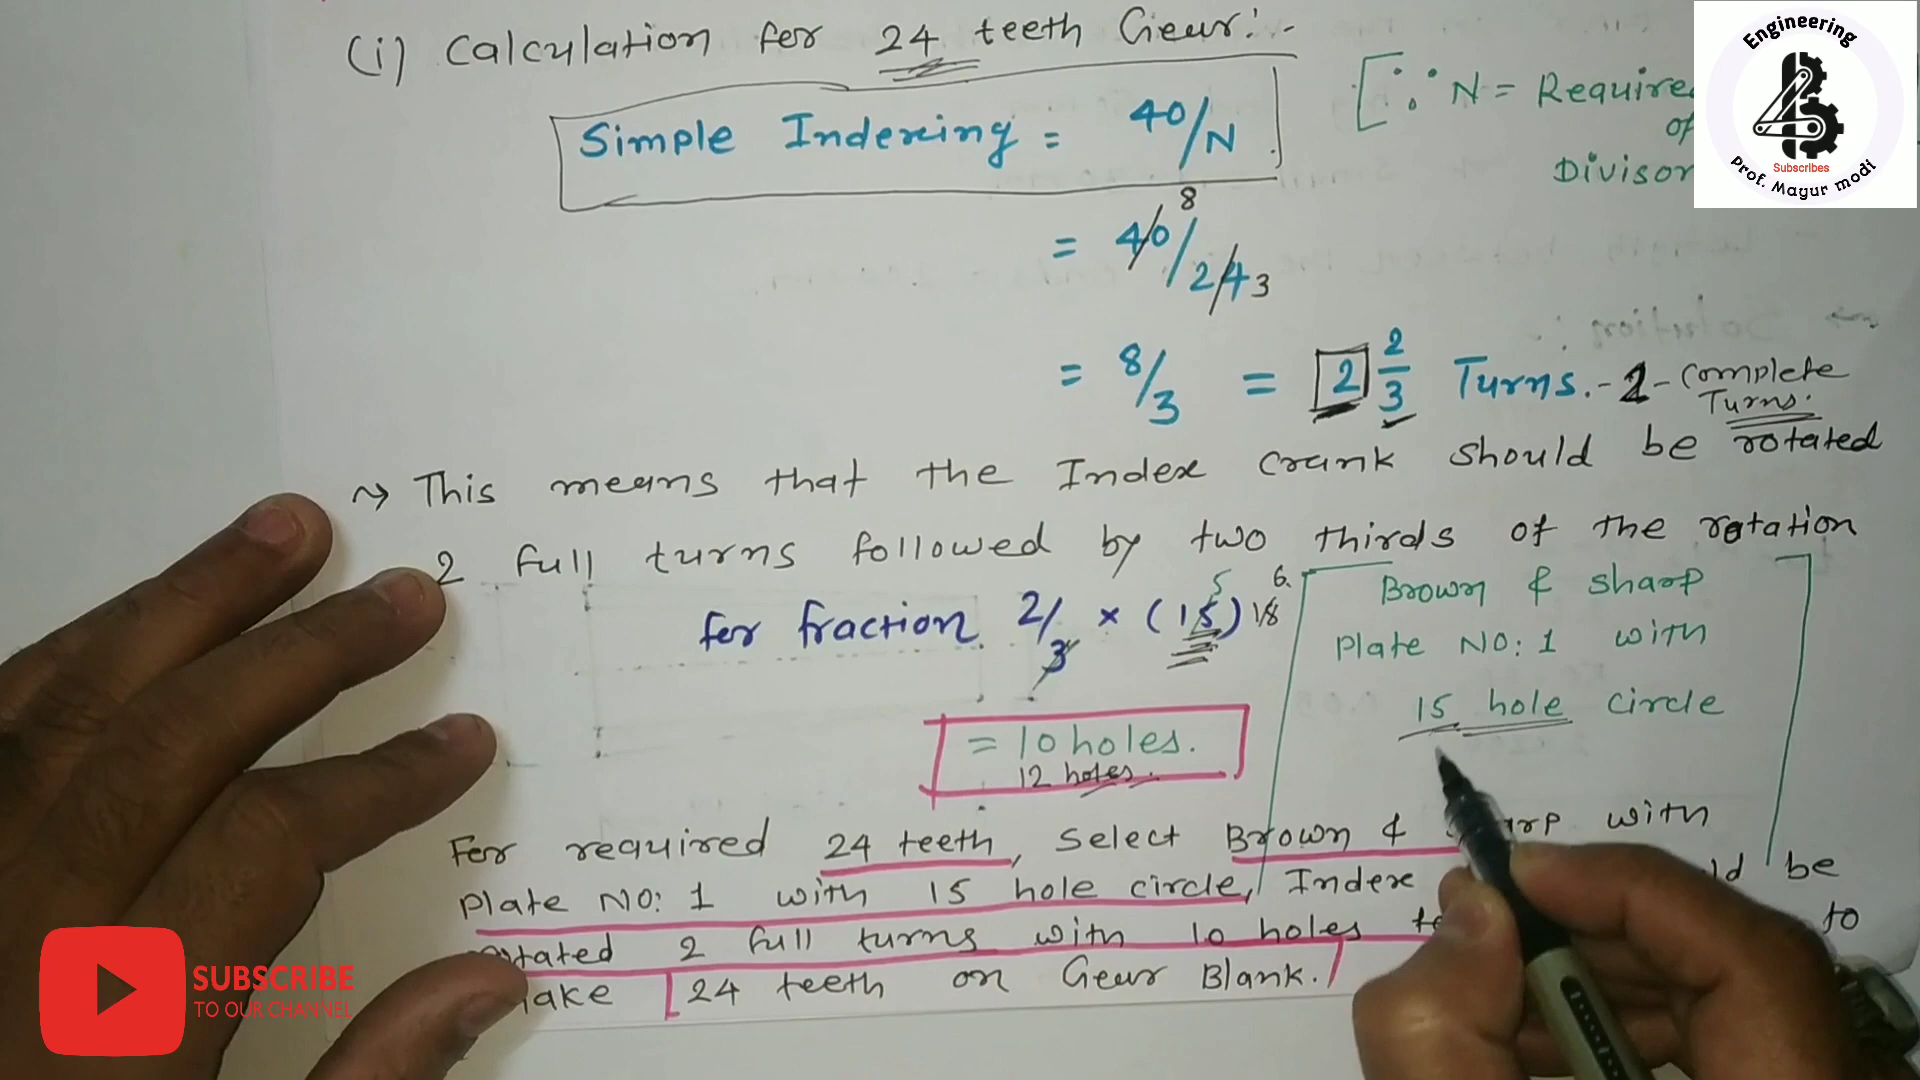 (i) Calculation for 24 teeth Gear:-
Simple Indexing = 40/N
[∵ N = Require
of
Divisor
= 40/24 8 3
= 8/3 = 2 2/3 Turns. - 2 - Complete
Turns.
→ This means that the Index crank should be rotated
2 full turns followed by two thirds of the rotation
for fraction 2/3 × (15) 5 18 6.
= 10 holes.
12 holes.
Brown & Sharp
Plate NO: 1 with
15 hole circle
For required 24 teeth, select Brown & with
Plate NO: 1 with 15 hole circle, Index be
rotated 2 full turns with 10 holes to
24 teeth on Gear Blank.
Engineering
Subscribes
Prof. Mayur modi
SUBSCRIBE
TO OUR CHANNEL